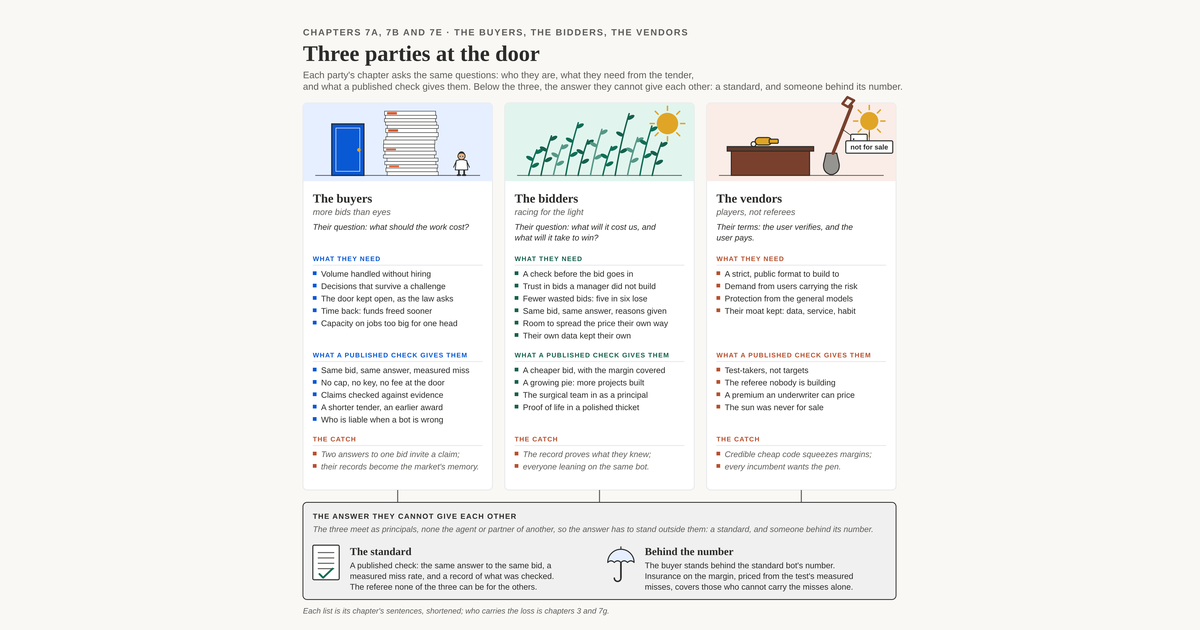 CHAPTERS 7A, 7B AND 7E · THE BUYERS, THE BIDDERS, THE VENDORS
Three parties at the door
Each party's chapter asks the same questions: who they are, what they need from the tender,
and what a published check gives them. Below the three, the answer they cannot give each other: a standard, and someone behind its number.
not for sale
The buyers
more bids than eyes
Their question: what should the work cost?
WHAT THEY NEED
Volume handled without hiring
Decisions that survive a challenge
The door kept open, as the law asks
Time back: funds freed sooner
Capacity on jobs too big for one head
WHAT A PUBLISHED CHECK GIVES THEM
Same bid, same answer, measured miss
No cap, no key, no fee at the door
Claims checked against evidence
A shorter tender, an earlier award
Who is liable when a bot is wrong
THE CATCH
Two answers to one bid invite a claim;
their records become the market's memory.
The bidders
racing for the light
Their question: what will it cost us, and
what will it take to win?
WHAT THEY NEED
A check before the bid goes in
Trust in bids a manager did not build
Fewer wasted bids: five in six lose
Same bid, same answer, reasons given
Room to spread the price their own way
Their own data kept their own
WHAT A PUBLISHED CHECK GIVES THEM
A cheaper bid, with the margin covered
A growing pie: more projects built
The surgical team in as a principal
Proof of life in a polished thicket
THE CATCH
The record proves what they knew;
everyone leaning on the same bot.
The vendors
players, not referees
Their terms: the user verifies, and the
user pays.
WHAT THEY NEED
A strict, public format to build to
Demand from users carrying the risk
Protection from the general models
Their moat kept: data, service, habit
WHAT A PUBLISHED CHECK GIVES THEM
Test-takers, not targets
The referee nobody is building
A premium an underwriter can price
The sun was never for sale
THE CATCH
Credible cheap code squeezes margins;
every incumbent wants the pen.
THE ANSWER THEY CANNOT GIVE EACH OTHER
The three meet as principals, none the agent or partner of another, so the answer has to stand outside them: a standard, and someone behind its number.
The standard
A published check: the same answer to the same bid, a
measured miss rate, and a record of what was checked.
The referee none of the three can be for the others.
Behind the number
The buyer stands behind the standard bot's number.
Insurance on the margin, priced from the test's measured
misses, covers those who cannot carry the misses alone.
Each list is its chapter's sentences, shortened; who carries the loss is chapters 3 and 7g.